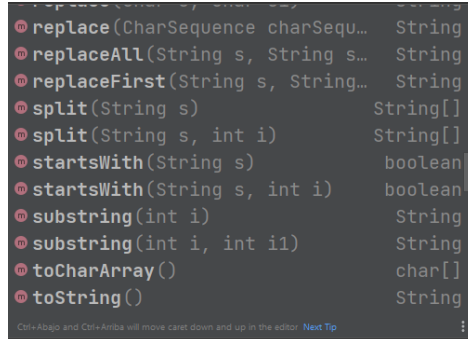 replace(CharSequence charSequ… String
replaceAll(String s, String s… String
replaceFirst(String s, String… String
split(String s) String[]
split(String s, int i) String[]
startsWith(String s) boolean
startsWith(String s, int i) boolean
substring(int i) String
substring(int i, int i1) String
toCharArray() char[]
toString() String
Ctrl+Abajo and Ctrl+Arriba will move caret down and up in the editor Next Tip